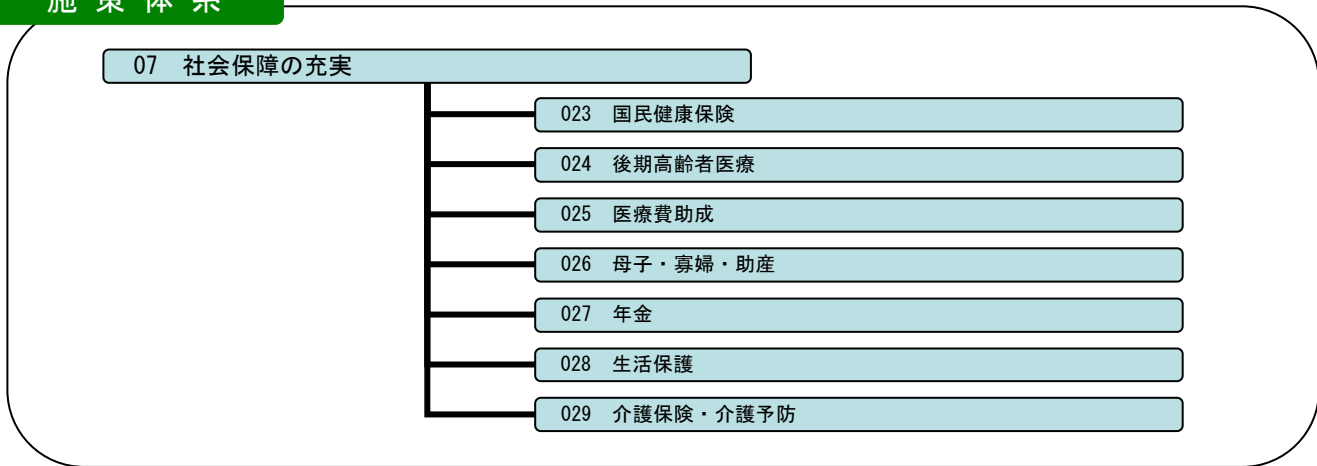 施策体系
07 社会保障の充実
023 国民健康保険
024 後期高齢者医療
025 医療費助成
026 母子・寡婦・助産
027 年金
028 生活保護
029 介護保険・介護予防